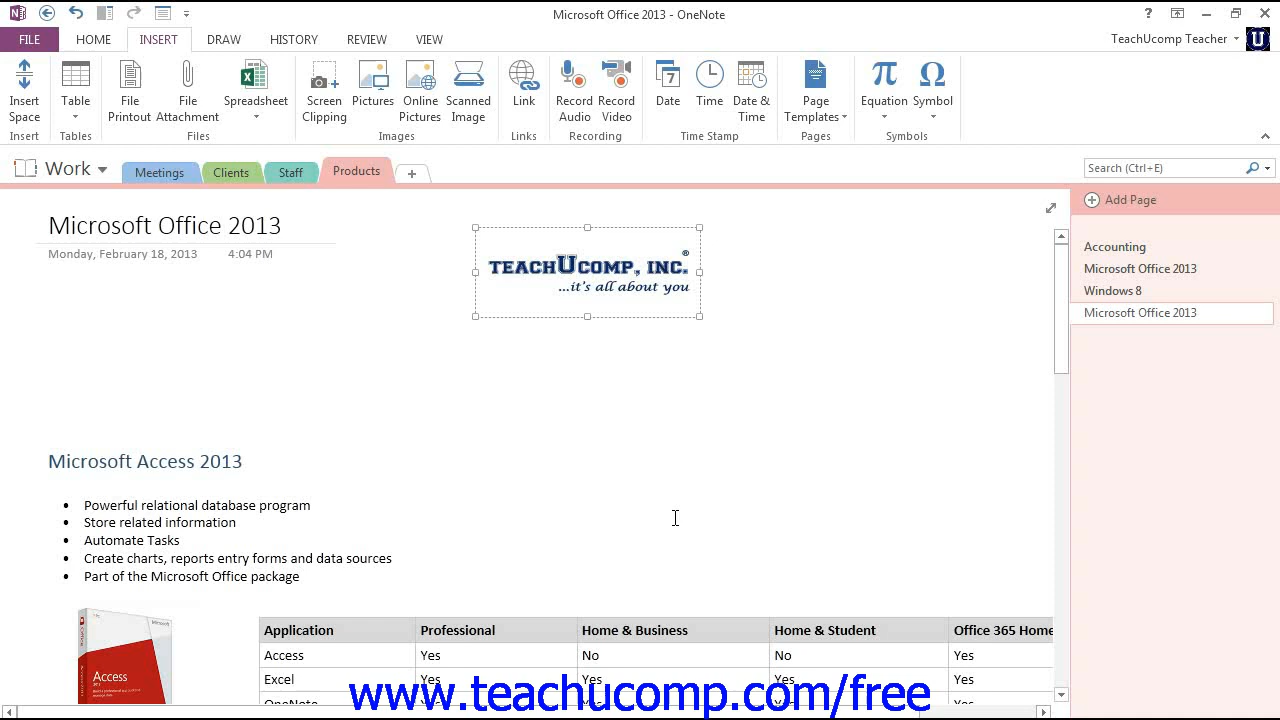 Microsoft Office 2013 - OneNote
?
FILE HOME INSERT DRAW HISTORY REVIEW VIEW
TeachUcomp Teacher
U
Insert Space
Table
File Printout
File Attachment
Spreadsheet
Screen Clipping
Pictures
Online Pictures
Scanned Image
Link
Record Audio
Record Video
7
Date
Time
Date & Time
Page Templates
π
Equation
Ω
Symbol
Insert Tables Files Images Links Recording Time Stamp Pages Symbols
Work Meetings Clients Staff Products +
Search (Ctrl+E)
Add Page
Accounting
Microsoft Office 2013
Windows 8
Microsoft Office 2013
Microsoft Office 2013
Monday, February 18, 2013 4:04 PM
TEACHUCOMP, INC.®
...it's all about you
Microsoft Access 2013
• Powerful relational database program
• Store related information
• Automate Tasks
• Create charts, reports entry forms and data sources
• Part of the Microsoft Office package
Microsoft
Office
Access
Application Professional Home & Business Home & Student Office 365 Home
Access Yes No No Yes
Excel Yes Yes Yes Yes
OneNote
www.teachucomp.com/free